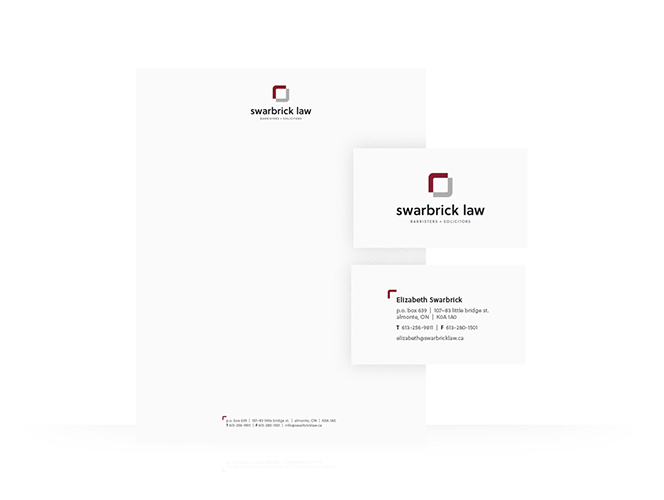 swarbrick law
BARRISTERS + SOLICITORS
swarbrick law
BARRISTERS + SOLICITORS
Elizabeth Swarbrick
p.o. box 639 | 107–83 little bridge st.
almonte, ON | K0A 1A0
T 613-256-9811 | F 613-280-1501
elizabeth@swarbricklaw.ca
p.o. box 639 | 107–83 little bridge st. | almonte, ON | K0A 1A0
T 613-256-9811 | F 613-280-1501 | info@swarbricklaw.ca